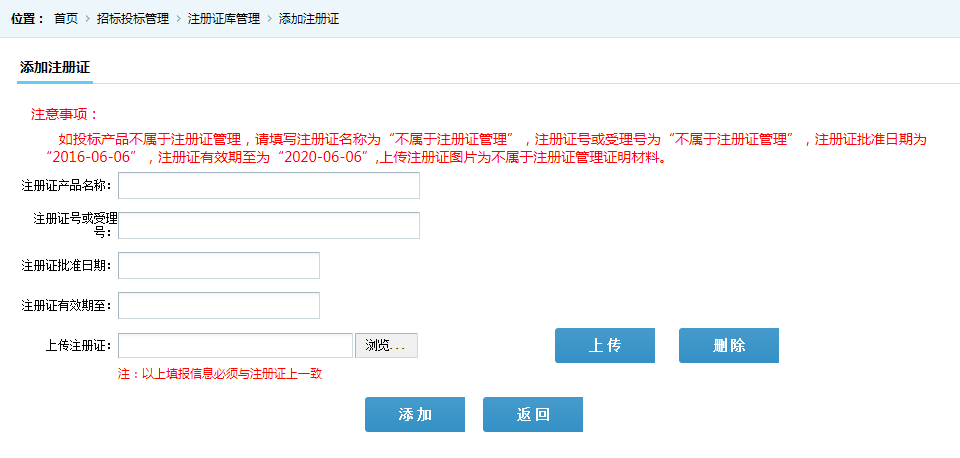 位置： 首页 > 招标投标管理 > 注册证库管理 > 添加注册证
添加注册证
注意事项：
如投标产品不属于注册证管理，请填写注册证名称为“不属于注册证管理”，注册证号或受理号为“不属于注册证管理”，注册证批准日期为
“2016-06-06”，注册证有效期至为“2020-06-06”,上传注册证图片为不属于注册证管理证明材料。
注册证产品名称:
注册证号或受理
号:
注册证批准日期:
注册证有效期至:
上传注册证: 浏览... 上传 删除
注：以上填报信息必须与注册证上一致
添加 返回